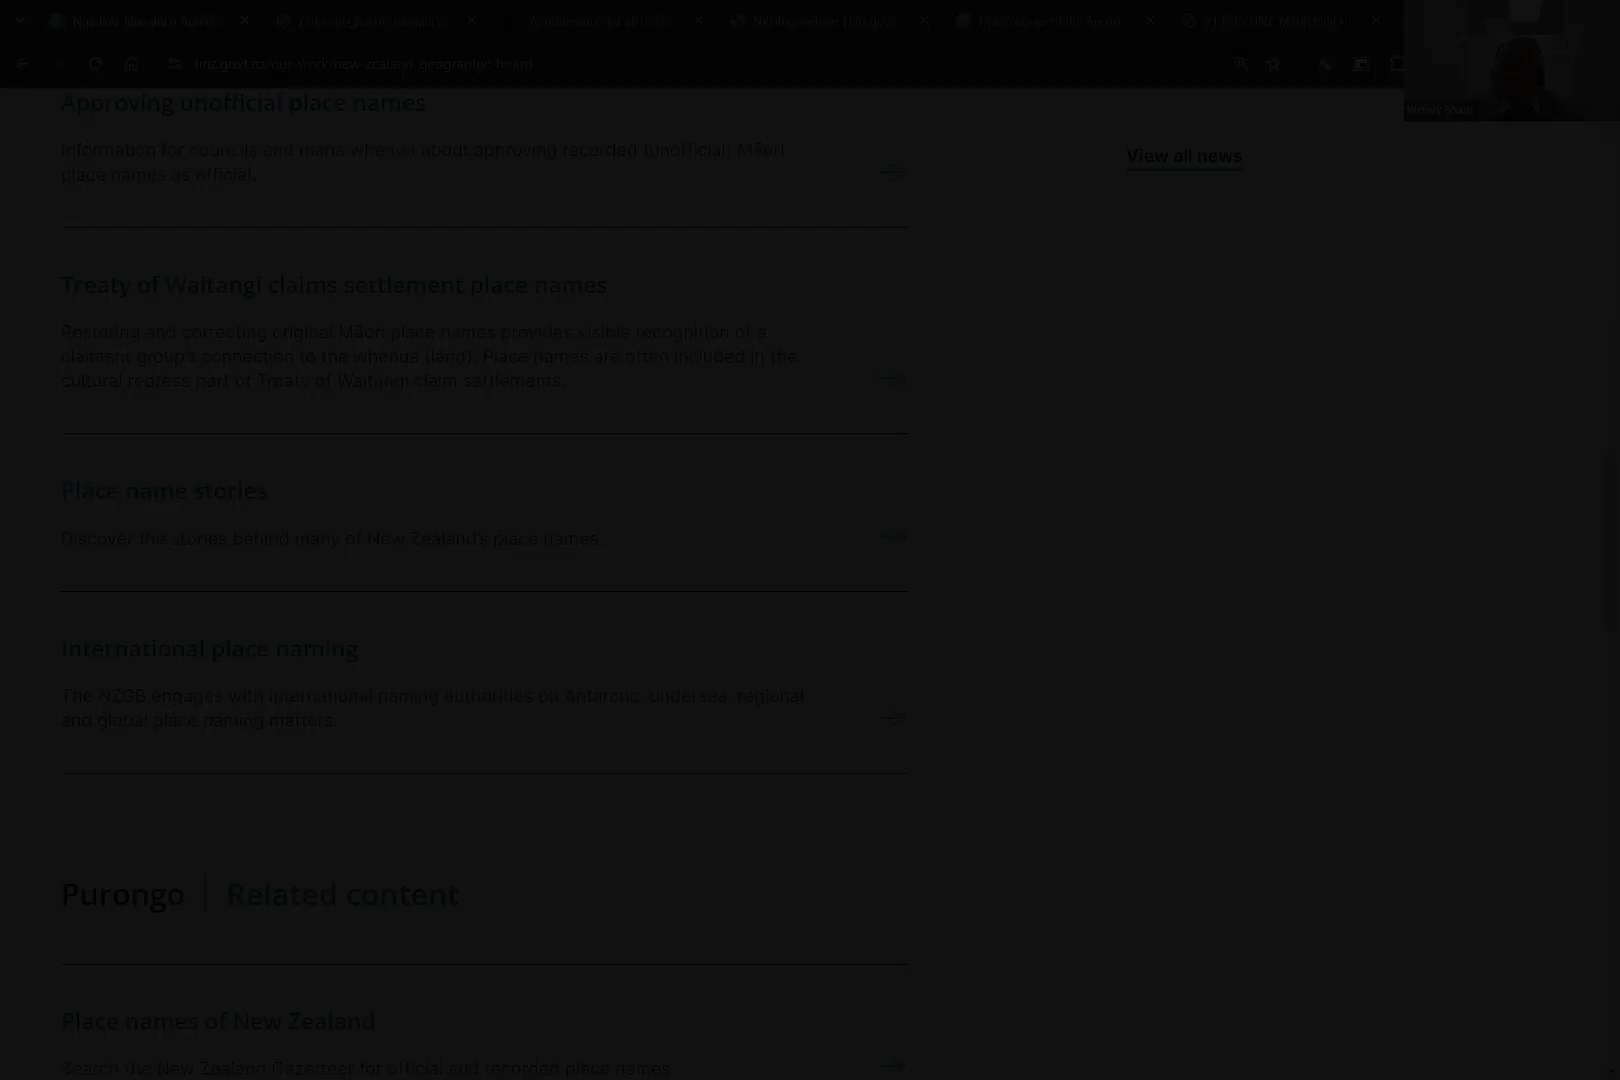 linz.govt.nz/our-work/new-zealand-geographic-board
Wendy Shaw
Approving unofficial place names
Information for councils and mana whenua about approving recorded (unofficial) Māori
place names as official.
View all news
Treaty of Waitangi claims settlement place names
Restoring and correcting original Māori place names provides visible recognition of a
claimant group's connection to the whenua (land). Place names are often included in the
cultural redress part of Treaty of Waitangi claim settlements.
Place name stories
Discover the stories behind many of New Zealand's place names.
International place naming
The NZGB engages with international naming authorities on Antarctic, undersea, regional
and global place naming matters.
Purongo | Related content
Place names of New Zealand
Search the New Zealand Gazetteer for official and recorded place names